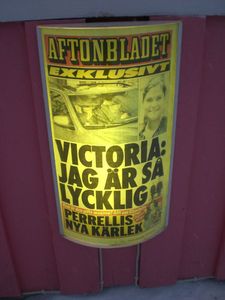 AFTONBLADET
EXKLUSIVT
VICTORIA:
JAG ÄR SÅ
LYCKLIG
PERRELLIS
NYA KÄRLEK